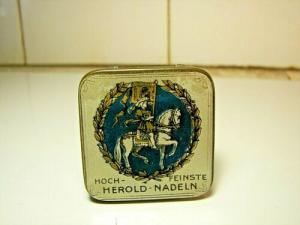 HOCH- FEINSTE
HEROLD-NADELN